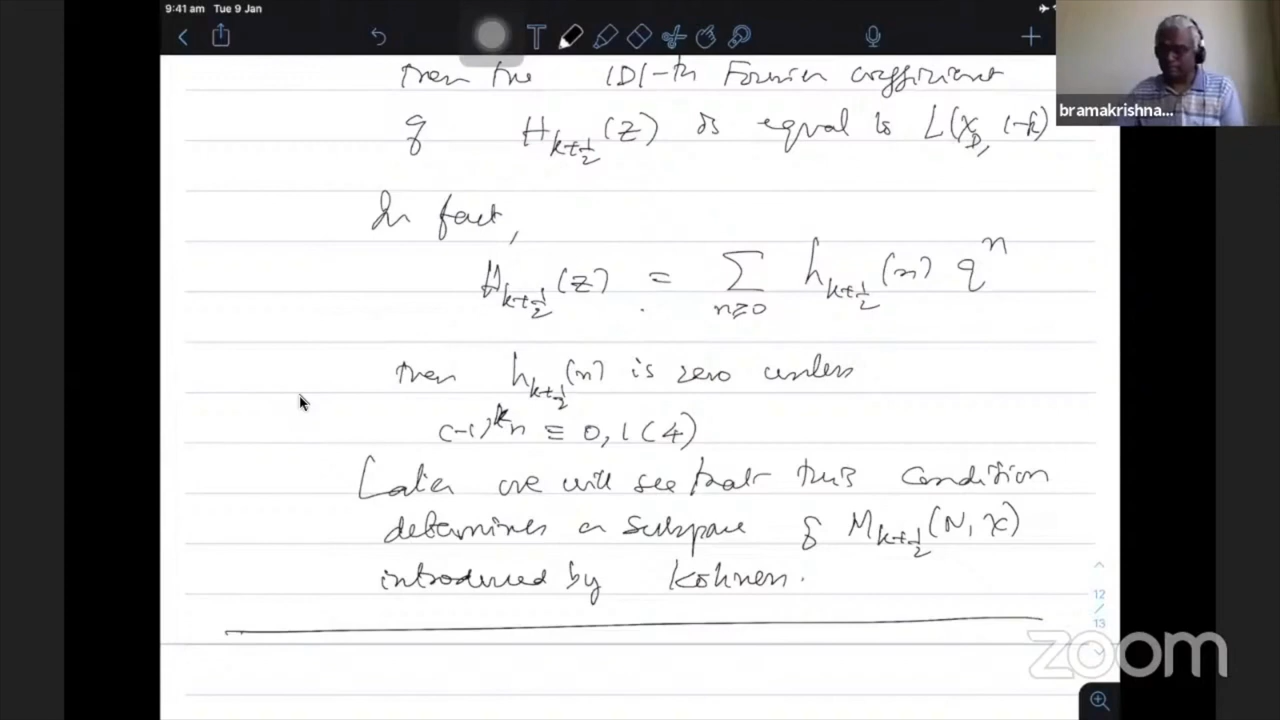 9:41 am Tue 9 Jan
bramakrishna...
then the |D|-th Fourier coefficient
of H_{k+1/2}(z) is equal to L(χ_D, 1-k)
In fact,
H_{k+1/2}(z) = Σ_{n≥0} h_{k+1/2}(n) q^n
then h_{k+1/2}(n) is zero unless
(-1)^k n ≡ 0, 1 (4)
Later we will see that this condition
determines a subspace of M_{k+1/2}(N, χ)
introduced by Kohnen.
12
/
13
zoom